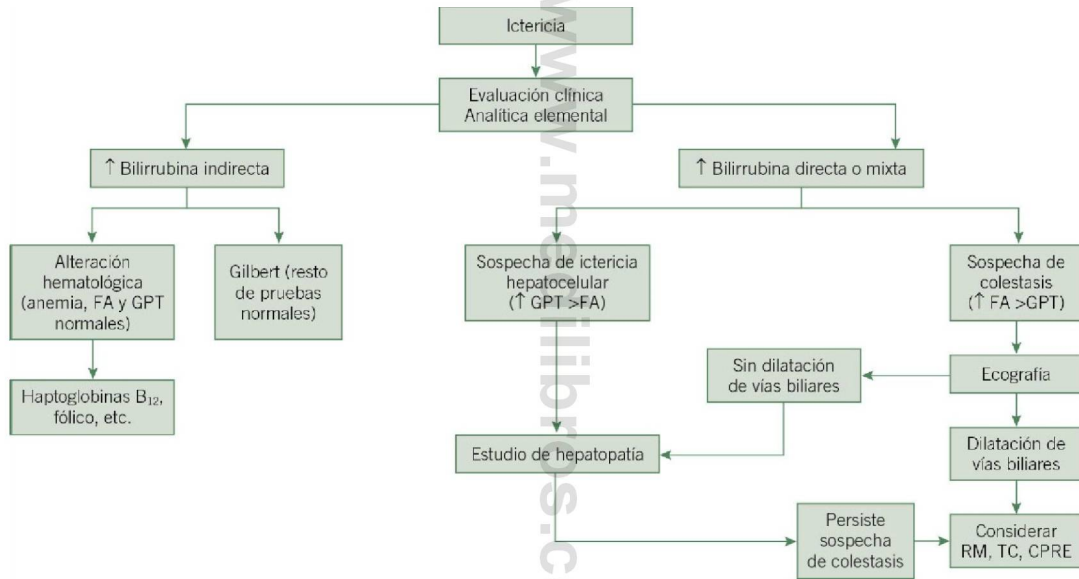 Ictericia
Evaluación clínica
Analítica elemental
↑ Bilirrubina indirecta
↑ Bilirrubina directa o mixta
Alteración
hematológica
(anemia, FA y GPT
normales)
Gilbert (resto
de pruebas
normales)
Sospecha de ictericia
hepatocelular
(↑ GPT >FA)
Sospecha de
colestasis
(↑ FA >GPT)
Haptoglobinas B₁₂,
fólico, etc.
Sin dilatación
de vías biliares
Ecografía
Estudio de hepatopatía
Dilatación de
vías biliares
Persiste
sospecha
de colestasis
Considerar
RM, TC, CPRE
www.medilibros.c